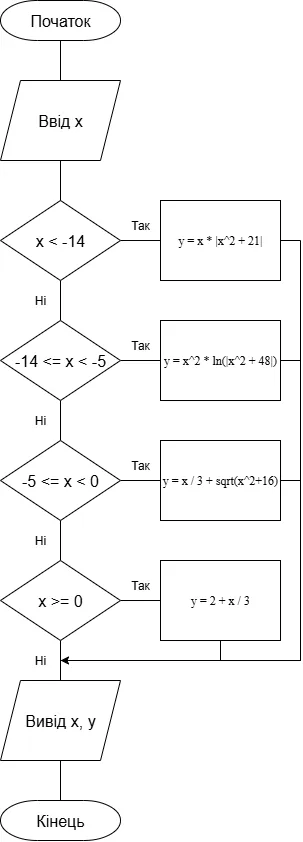 Початок
Ввід x
x < -14
Так
y = x * |x^2 + 21|
Ні
-14 <= x < -5
Так
y = x^2 * ln(|x^2 + 48|)
Ні
-5 <= x < 0
Так
y = x / 3 + sqrt(x^2+16)
Ні
x >= 0
Так
y = 2 + x / 3
Ні
Вивід x, y
Кінець